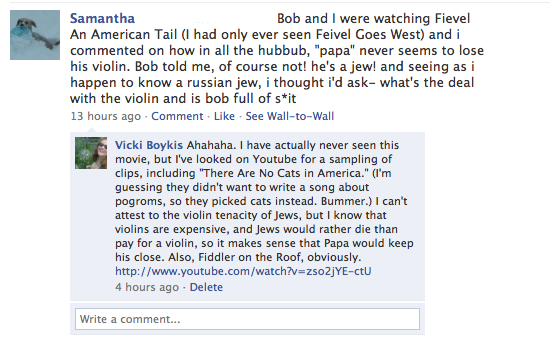 Samantha Bob and I were watching Fievel
An American Tail (I had only ever seen Feivel Goes West) and i
commented on how in all the hubbub, "papa" never seems to lose
his violin. Bob told me, of course not! he's a jew! and seeing as i
happen to know a russian jew, i thought i'd ask- what's the deal
with the violin and is bob full of s*it
13 hours ago · Comment · Like · See Wall-to-Wall
Vicki Boykis Ahahaha. I have actually never seen this
movie, but I've looked on Youtube for a sampling of
clips, including "There Are No Cats in America." (I'm
guessing they didn't want to write a song about
pogroms, so they picked cats instead. Bummer.) I can't
attest to the violin tenacity of Jews, but I know that
violins are expensive, and Jews would rather die than
pay for a violin, so it makes sense that Papa would keep
his close. Also, Fiddler on the Roof, obviously.
http://www.youtube.com/watch?v=zso2jYE-ctU
4 hours ago · Delete
Write a comment...